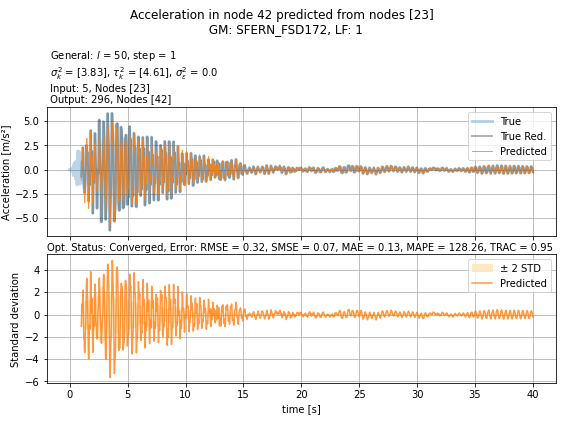 Acceleration in node 42 predicted from nodes [23]
GM: SFERN_FSD172, LF: 1
General: l = 50, step = 1
σ²ₖ = [3.83], τ²ₖ = [4.61], σ²ε = 0.0
Input: 5, Nodes [23]
Output: 296, Nodes [42]
Acceleration [m/s²]
5.0
2.5
0.0
−2.5
−5.0
True
True Red.
Predicted
Opt. Status: Converged, Error: RMSE = 0.32, SMSE = 0.07, MAE = 0.13, MAPE = 128.26, TRAC = 0.95
Standard deviation
4
2
0
−2
−4
−6
± 2 STD
Predicted
0 5 10 15 20 25 30 35 40
time [s]